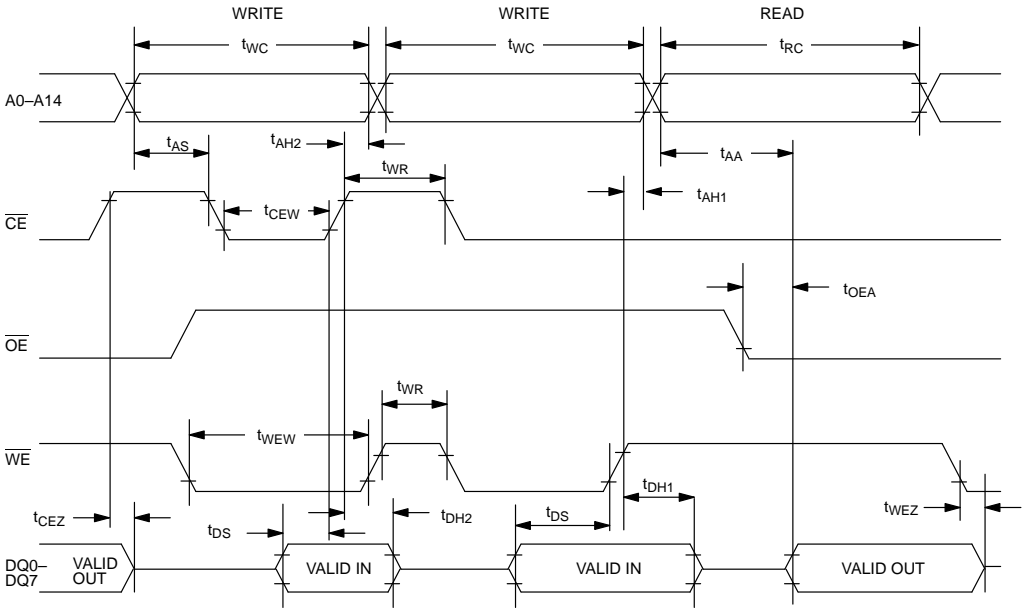 WRITE WRITE READ
tWC tWC tRC
A0–A14
tAS tAH2 tWR tAA
tAH1
CE tCEW
tOEA
OE
tWR
tWEW
WE
tDH1
tCEZ tDS tDH2 tDS tWEZ
DQ0–
DQ7
VALID
OUT
VALID IN VALID IN VALID OUT